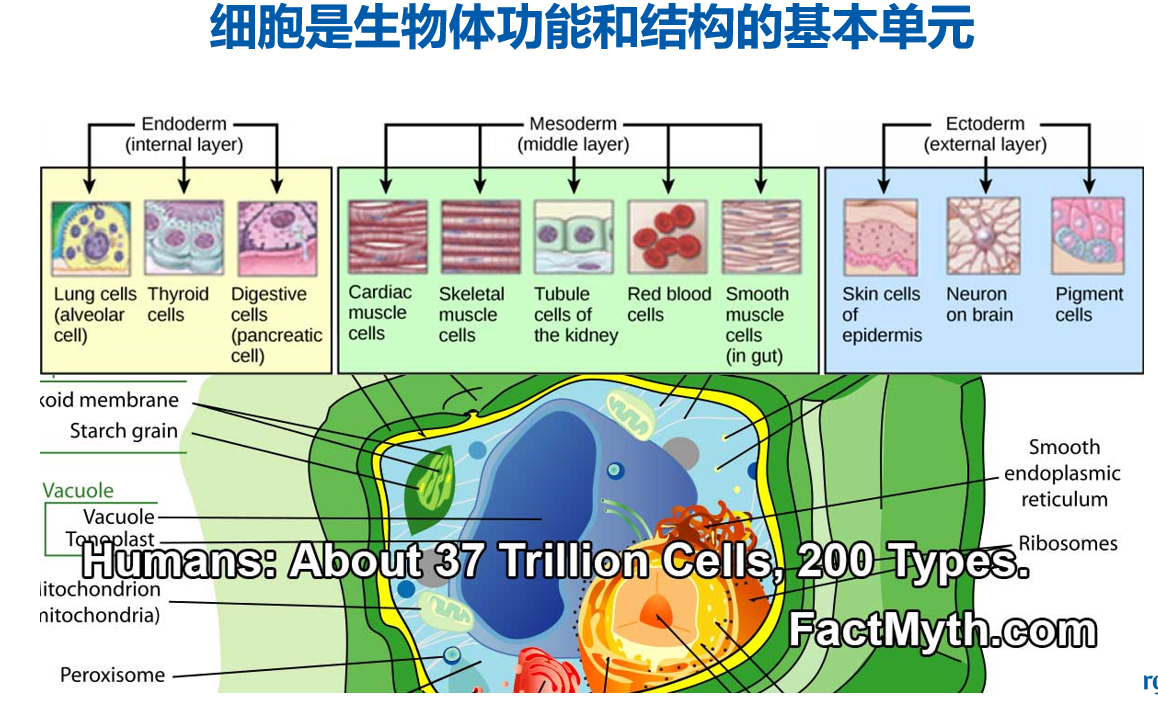 细胞是生物体功能和结构的基本单元
Endoderm
(internal layer)
Mesoderm
(middle layer)
Ectoderm
(external layer)
Lung cells
(alveolar
cell)
Thyroid
cells
Digestive
cells
(pancreatic
cell)
Cardiac
muscle
cells
Skeletal
muscle
cells
Tubule
cells of
the kidney
Red blood
cells
Smooth
muscle
cells
(in gut)
Skin cells
of
epidermis
Neuron
on brain
Pigment
cells
koid membrane
Starch grain
Vacuole
Vacuole
Tonoplast
itochondrion
nitochondria)
Peroxisome
Smooth
endoplasmic
reticulum
Ribosomes
Humans: About 37 Trillion Cells, 200 Types.
FactMyth.com